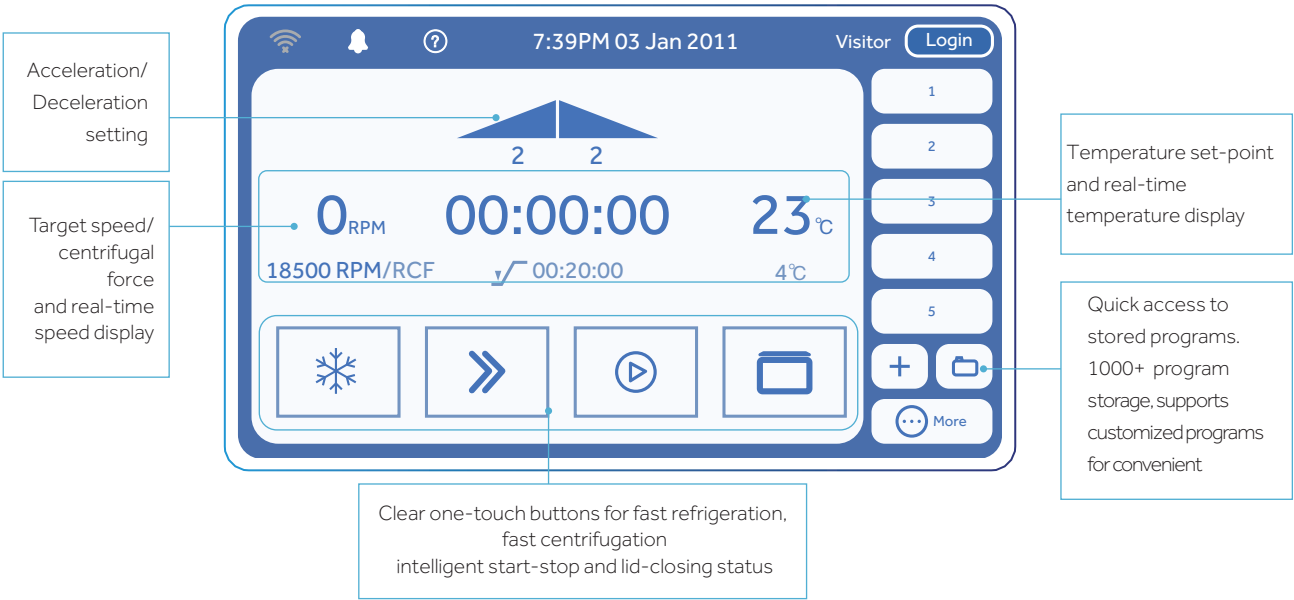 7:39PM 03 Jan 2011
Visitor
Login
Acceleration/
Deceleration
setting
2 2
Target speed/
centrifugal
force
and real-time
speed display
0 RPM
00:00:00
23 ℃
18500 RPM/RCF
00:20:00
4℃
1
2
3
4
5
More
Temperature set-point
and real-time
temperature display
Quick access to
stored programs.
1000+ program
storage, supports
customized programs
for convenient
Clear one-touch buttons for fast refrigeration,
fast centrifugation
intelligent start-stop and lid-closing status